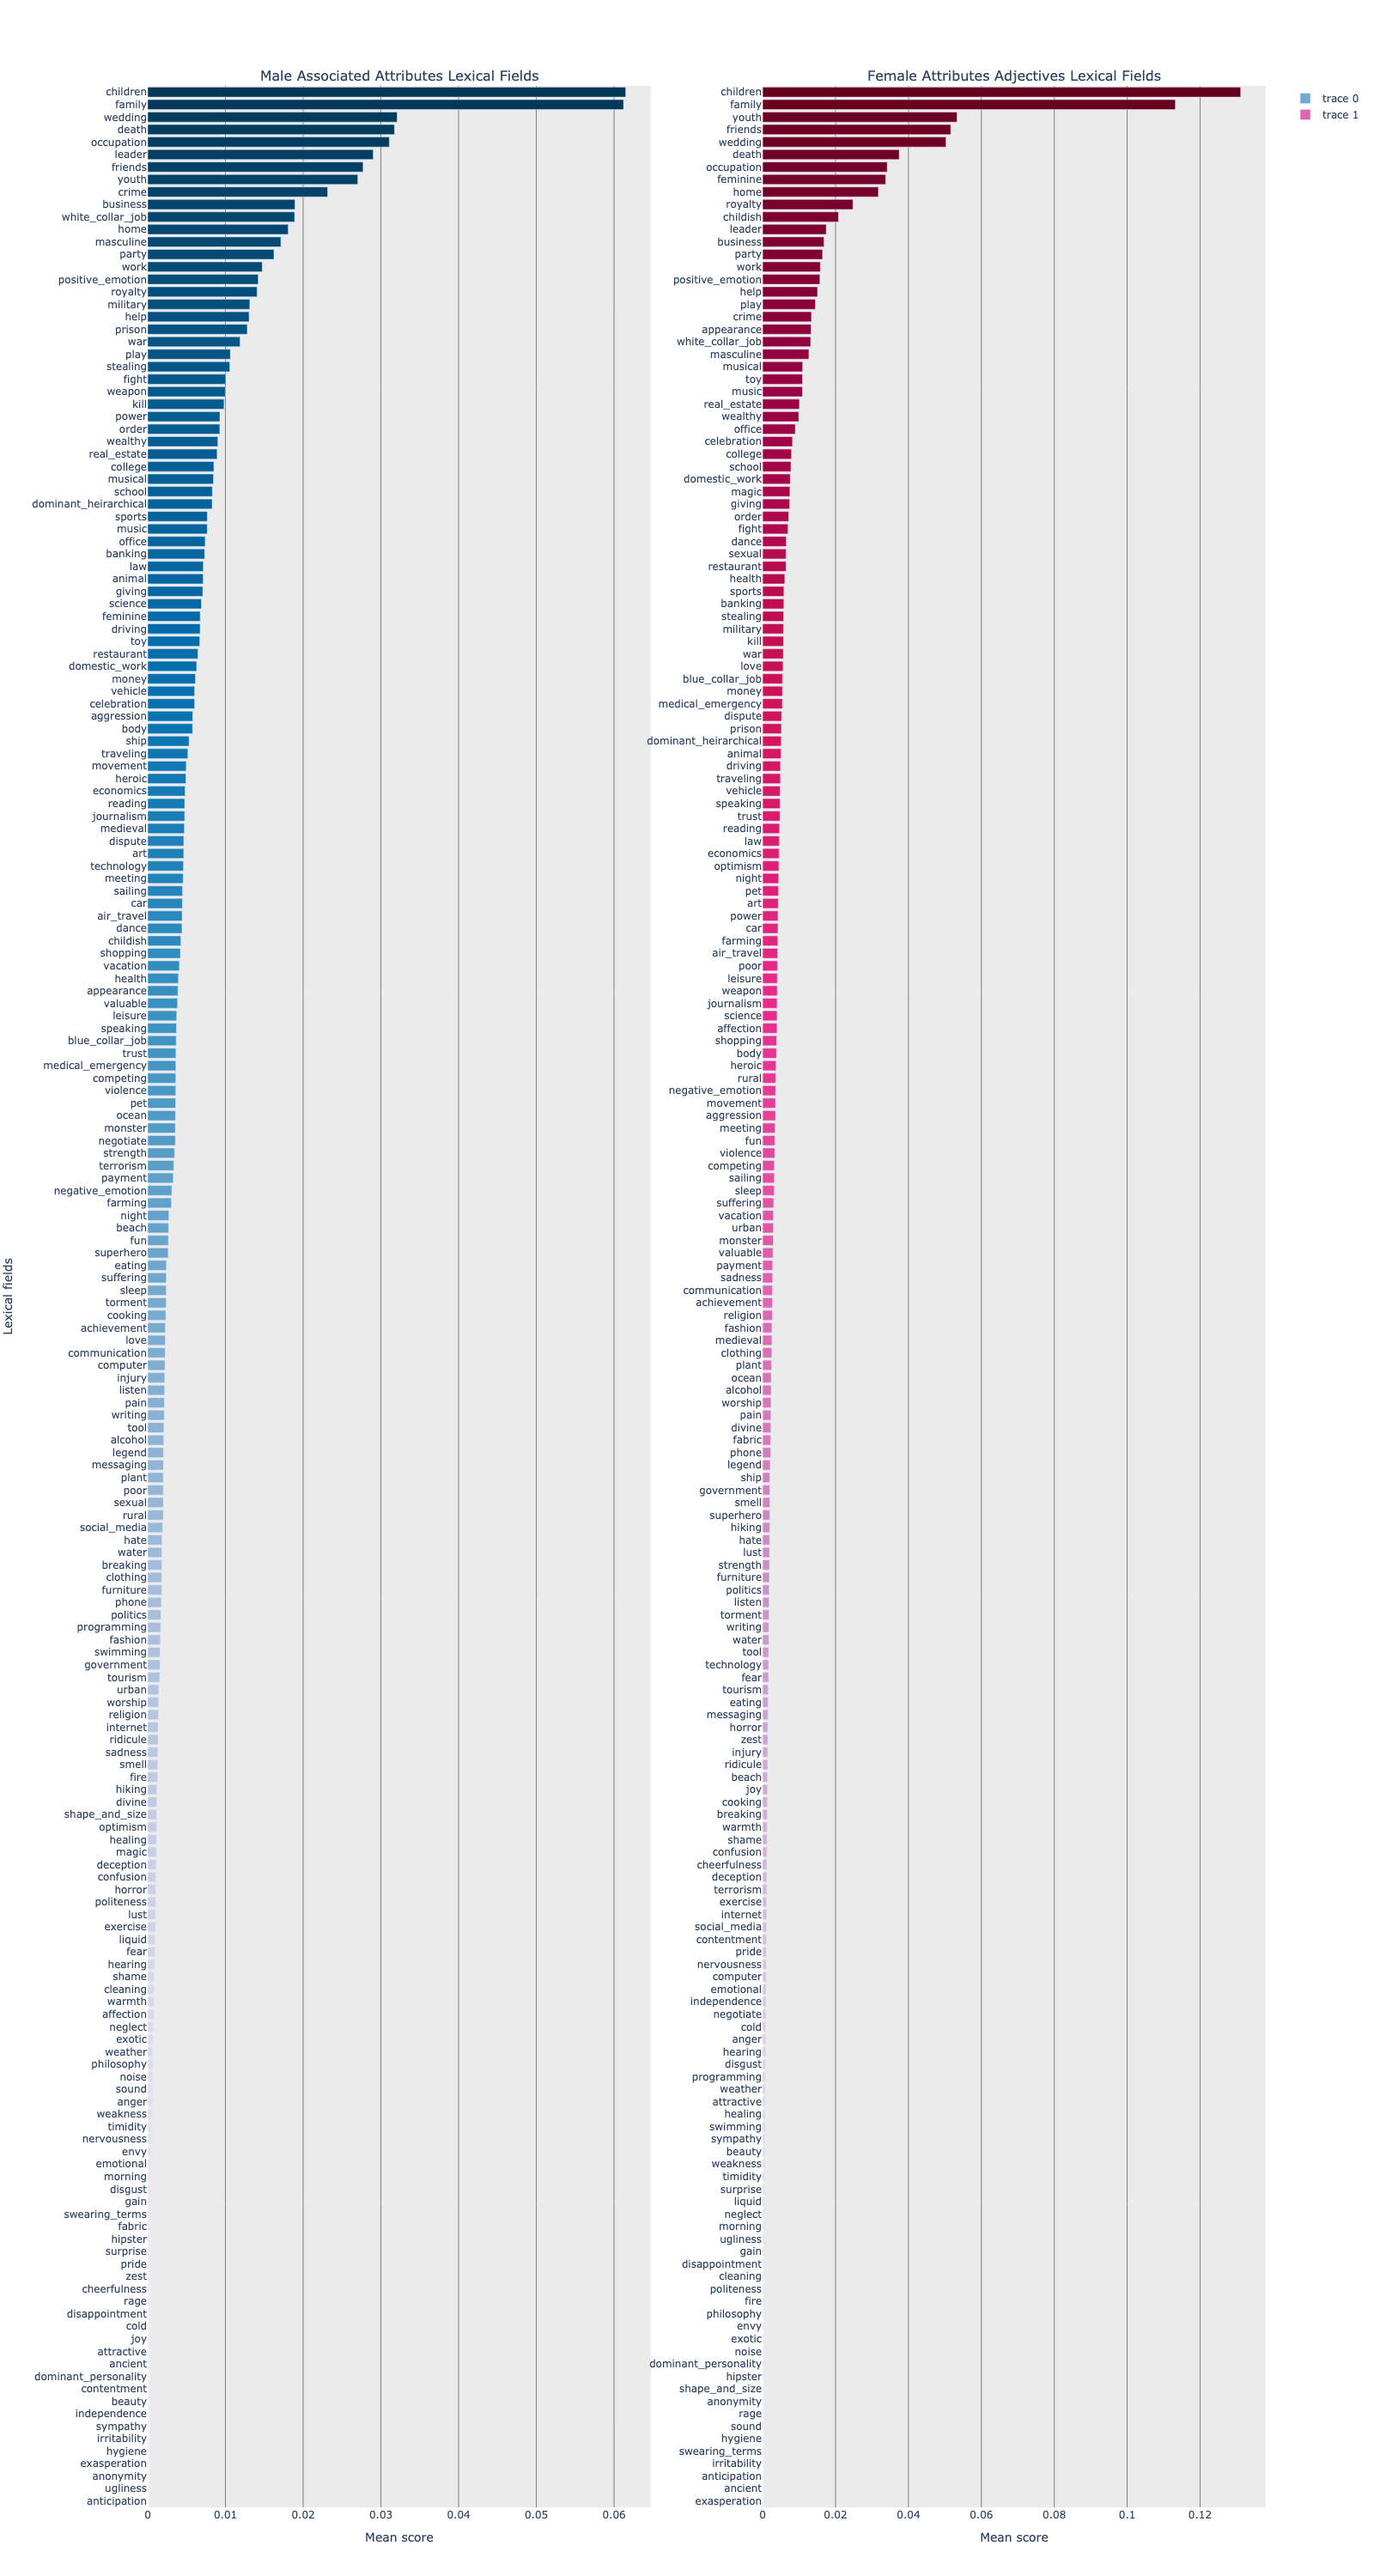 Male Associated Attributes Lexical Fields
children
family
wedding
death
occupation
leader
friends
youth
crime
business
white_collar_job
home
masculine
party
work
positive_emotion
royalty
military
help
prison
war
play
stealing
fight
weapon
kill
power
order
wealthy
real_estate
college
musical
school
dominant_heirarchical
sports
music
office
banking
law
animal
giving
science
feminine
driving
toy
restaurant
domestic_work
money
vehicle
celebration
aggression
body
ship
traveling
movement
heroic
economics
reading
journalism
medieval
dispute
art
technology
meeting
sailing
car
air_travel
dance
childish
shopping
vacation
health
appearance
valuable
leisure
speaking
blue_collar_job
trust
medical_emergency
competing
violence
pet
ocean
monster
negotiate
strength
terrorism
payment
negative_emotion
farming
night
beach
fun
superhero
eating
suffering
sleep
torment
cooking
achievement
love
communication
computer
injury
listen
pain
writing
tool
alcohol
legend
messaging
plant
poor
sexual
rural
social_media
hate
water
breaking
clothing
furniture
phone
politics
programming
fashion
swimming
government
tourism
urban
worship
religion
internet
ridicule
sadness
smell
fire
hiking
divine
shape_and_size
optimism
healing
magic
deception
confusion
horror
politeness
lust
exercise
liquid
fear
hearing
shame
cleaning
warmth
affection
neglect
exotic
weather
philosophy
noise
sound
anger
weakness
timidity
nervousness
envy
emotional
morning
disgust
gain
swearing_terms
fabric
hipster
surprise
pride
zest
cheerfulness
rage
disappointment
cold
joy
attractive
ancient
dominant_personality
contentment
beauty
independence
sympathy
irritability
hygiene
exasperation
anonymity
ugliness
anticipation
0 0.01 0.02 0.03 0.04 0.05 0.06
Mean score
Lexical fields
Female Attributes Adjectives Lexical Fields
children
family
youth
friends
wedding
death
occupation
feminine
home
royalty
childish
leader
business
party
work
positive_emotion
help
play
crime
appearance
white_collar_job
masculine
musical
toy
music
real_estate
wealthy
office
celebration
college
school
domestic_work
magic
giving
order
fight
dance
sexual
restaurant
health
sports
banking
stealing
military
kill
war
love
blue_collar_job
money
medical_emergency
dispute
prison
dominant_heirarchical
animal
driving
traveling
vehicle
speaking
trust
reading
law
economics
optimism
night
pet
art
power
car
farming
air_travel
poor
leisure
weapon
journalism
science
affection
shopping
body
heroic
rural
negative_emotion
movement
aggression
meeting
fun
violence
competing
sailing
sleep
suffering
vacation
urban
monster
valuable
payment
sadness
communication
achievement
religion
fashion
medieval
clothing
plant
ocean
alcohol
worship
pain
divine
fabric
phone
legend
ship
government
smell
superhero
hiking
hate
lust
strength
furniture
politics
listen
torment
writing
water
tool
technology
fear
tourism
eating
messaging
horror
zest
injury
ridicule
beach
joy
cooking
breaking
warmth
shame
confusion
cheerfulness
deception
terrorism
exercise
internet
social_media
contentment
pride
nervousness
computer
emotional
independence
negotiate
cold
anger
hearing
disgust
programming
weather
attractive
healing
swimming
sympathy
beauty
weakness
timidity
surprise
liquid
neglect
morning
ugliness
gain
disappointment
cleaning
politeness
fire
philosophy
envy
exotic
noise
dominant_personality
hipster
shape_and_size
anonymity
rage
sound
hygiene
swearing_terms
irritability
anticipation
ancient
exasperation
0 0.02 0.04 0.06 0.08 0.1 0.12
Mean score
trace 0
trace 1